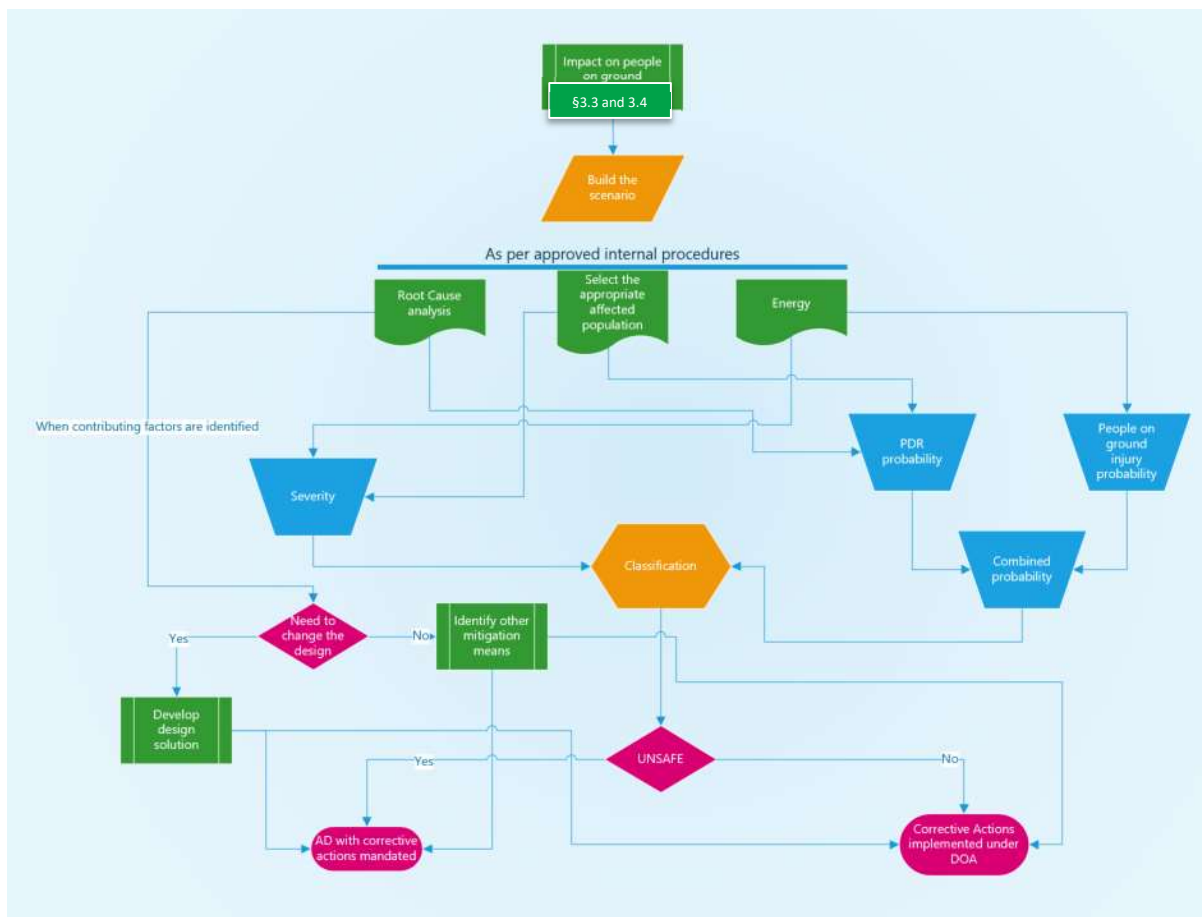 Impact on people
on ground
§3.3 and 3.4
Build the
scenario
As per approved internal procedures
Root Cause
analysis
Select the
appropriate
affected
population
Energy
When contributing factors are identified
PDR
probability
People on
ground
injury
probability
Severity
Classification
Combined
probability
Need to
change the
design
Yes
No
Identify other
mitigation
means
Develop
design
solution
UNSAFE
Yes
No
AD with corrective
actions mandated
Corrective Actions
implemented under
DOA